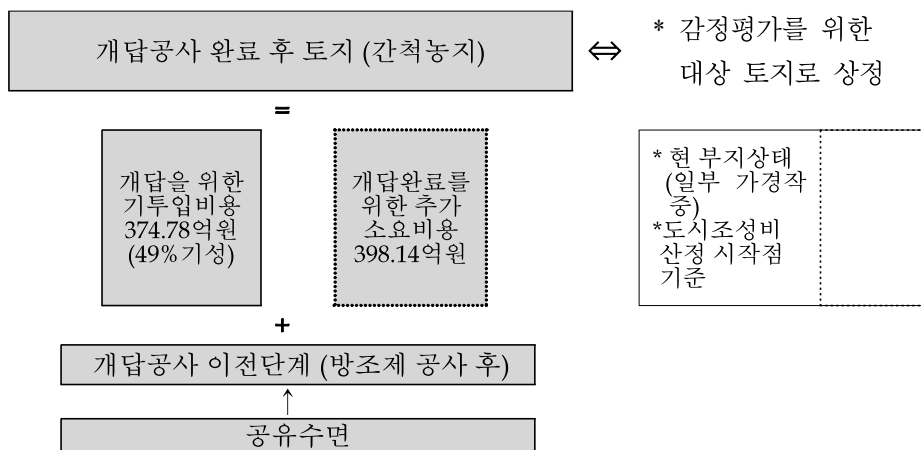 개답공사 완료 후 토지 (간척농지)
⇔
* 감정평가를 위한
대상 토지로 상정
=
개답을 위한
기투입비용
374.78억원
(49%기성)
개답완료를
위한 추가
소요비용
398.14억원
* 현 부지상태
(일부 가경작
중)
*도시조성비
산정 시작점
기준
+
개답공사 이전단계 (방조제 공사 후)
↑
공유수면